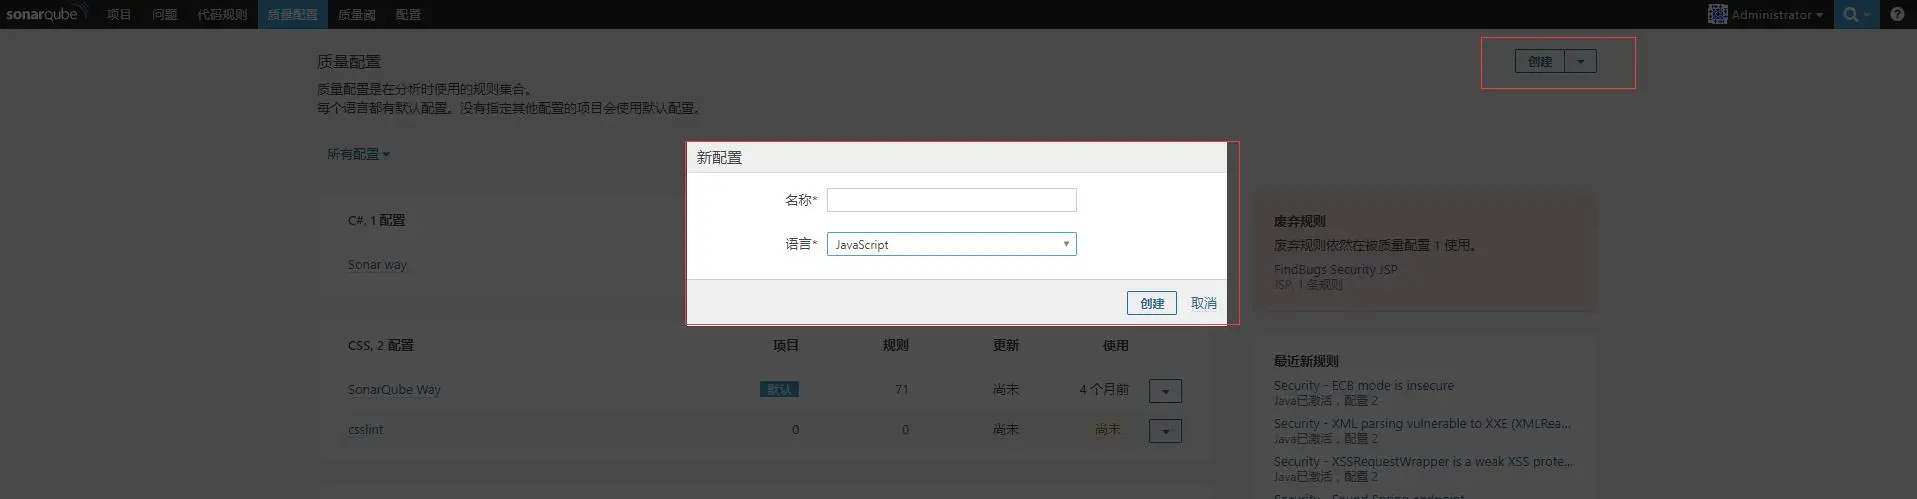 sonarqube 项目 问题 代码规则 质量配置 质量阈 配置 Administrator
质量配置
创建
质量配置是在分析时使用的规则集合。
每个语言都有默认配置。没有指定其他配置的项目会使用默认配置。
所有配置
新配置
名称*
语言* JavaScript
创建 取消
C#, 1 配置
Sonar way
CSS, 2 配置 项目 规则 更新 使用
SonarQube Way 默认 71 尚未 4 个月前
csslint 0 0 尚未 尚未
废弃规则
废弃规则依然在被质量配置 1 使用。
FindBugs Security JSP
JSP, 1 条规则
最近新规则
Security - ECB mode is insecure
Java已激活，配置 2
Security - XML parsing vulnerable to XXE (XMLRea...
Java已激活，配置 2
Security - XSSRequestWrapper is a weak XSS prote...
Java已激活，配置 2
Security - Found Spring endpoint